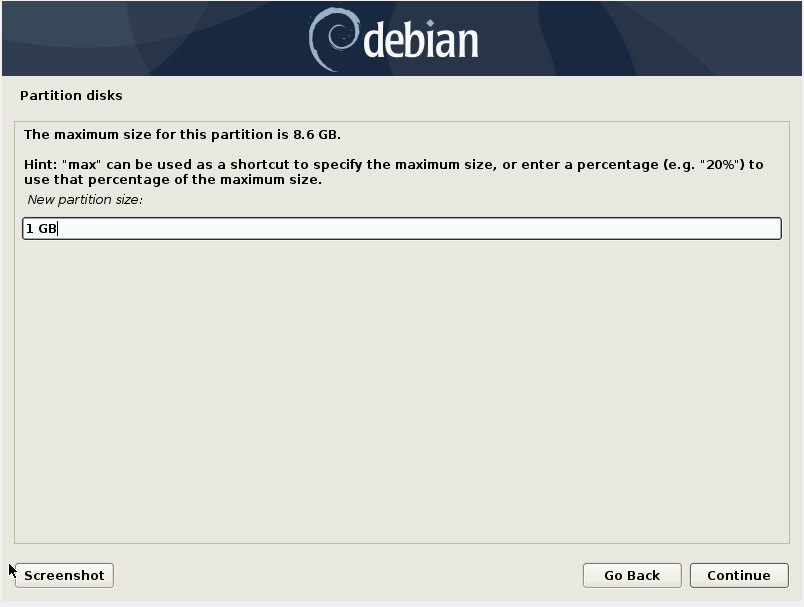 debian
Partition disks
The maximum size for this partition is 8.6 GB.
Hint: "max" can be used as a shortcut to specify the maximum size, or enter a percentage (e.g. "20%") to
use that percentage of the maximum size.
New partition size:
1 GB
Screenshot
Go Back
Continue